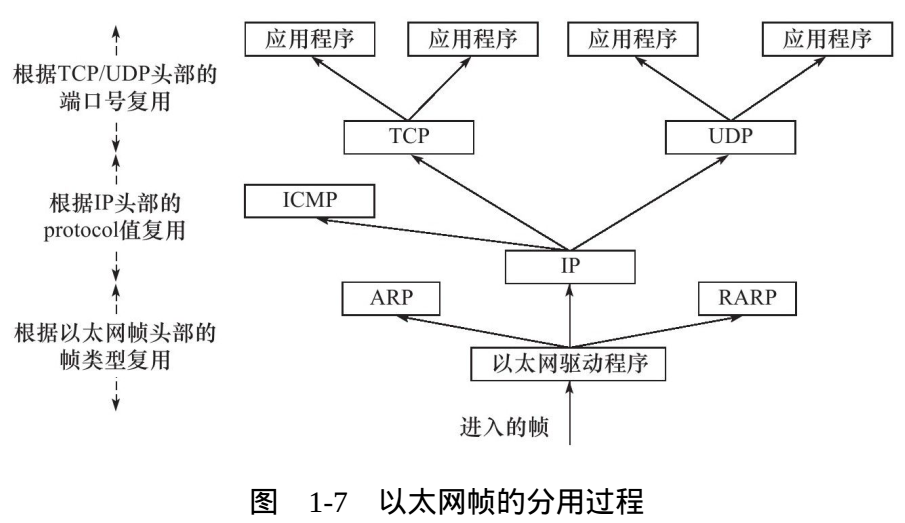 应用程序
应用程序
应用程序
应用程序
根据TCP/UDP头部的
端口号复用
TCP
UDP
ICMP
根据IP头部的
protocol值复用
IP
ARP
RARP
根据以太网帧头部的
帧类型复用
以太网驱动程序
进入的帧
图 1-7 以太网帧的分用过程